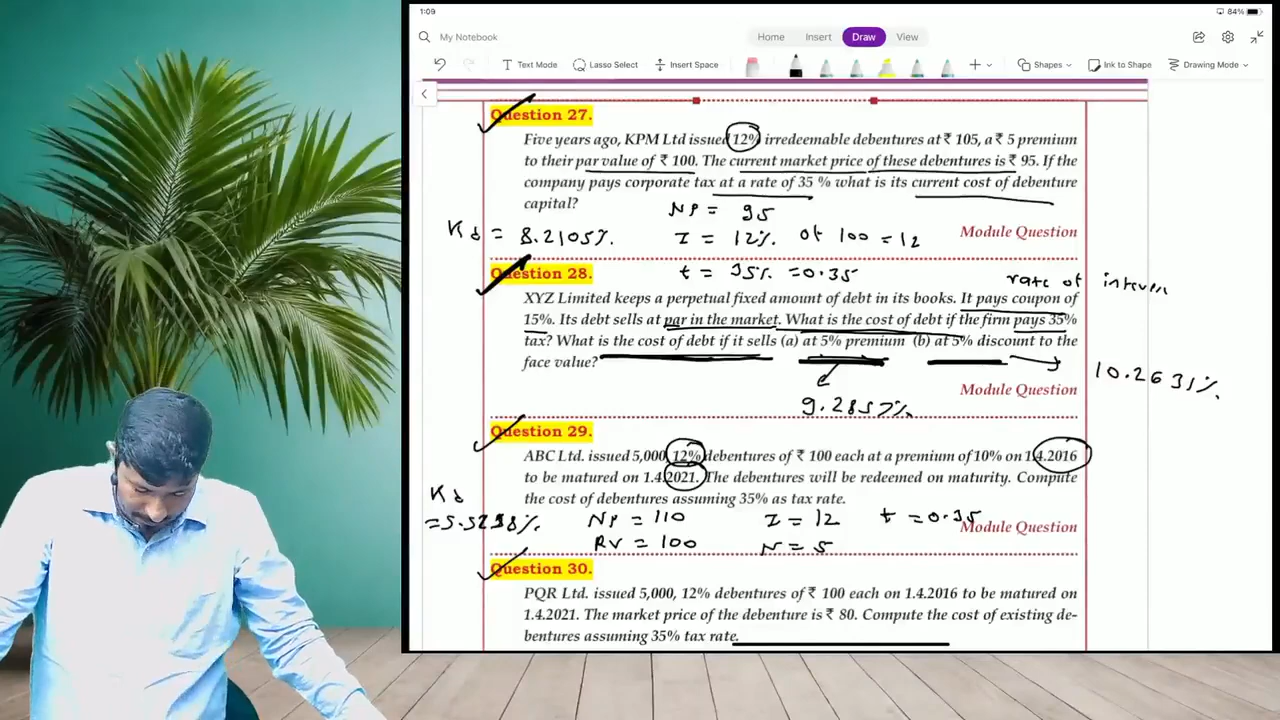 1:09
84%
My Notebook
Home Insert Draw View
Text Mode Lasso Select Insert Space Shapes Ink to Shape Drawing Mode
Question 27.
Five years ago, KPM Ltd issued 12% irredeemable debentures at ₹ 105, a ₹ 5 premium
to their par value of ₹ 100. The current market price of these debentures is ₹ 95. If the
company pays corporate tax at a rate of 35 % what is its current cost of debenture
capital?
NP = 95
Kd = 8.2105%.
I = 12%. of 100 = 12
Module Question
t = 35% = 0.35
Question 28.
rate of
XYZ Limited keeps a perpetual fixed amount of debt in its books. It pays coupon of
15%. Its debt sells at par in the market. What is the cost of debt if the firm pays 35%
tax? What is the cost of debt if it sells (a) at 5% premium (b) at 5% discount to the
face value?
10.2631%.
Module Question
9.2857%.
Question 29.
ABC Ltd. issued 5,000, 12% debentures of ₹ 100 each at a premium of 10% on 1.4.2016
to be matured on 1.4.2021. The debentures will be redeemed on maturity. Compute
the cost of debentures assuming 35% as tax rate.
Kd
NP = 110 I = 12 t = 0.35
Module Question
RV = 100 N = 5
Question 30.
PQR Ltd. issued 5,000, 12% debentures of ₹ 100 each on 1.4.2016 to be matured on
1.4.2021. The market price of the debenture is ₹ 80. Compute the cost of existing de-
bentures assuming 35% tax rate.